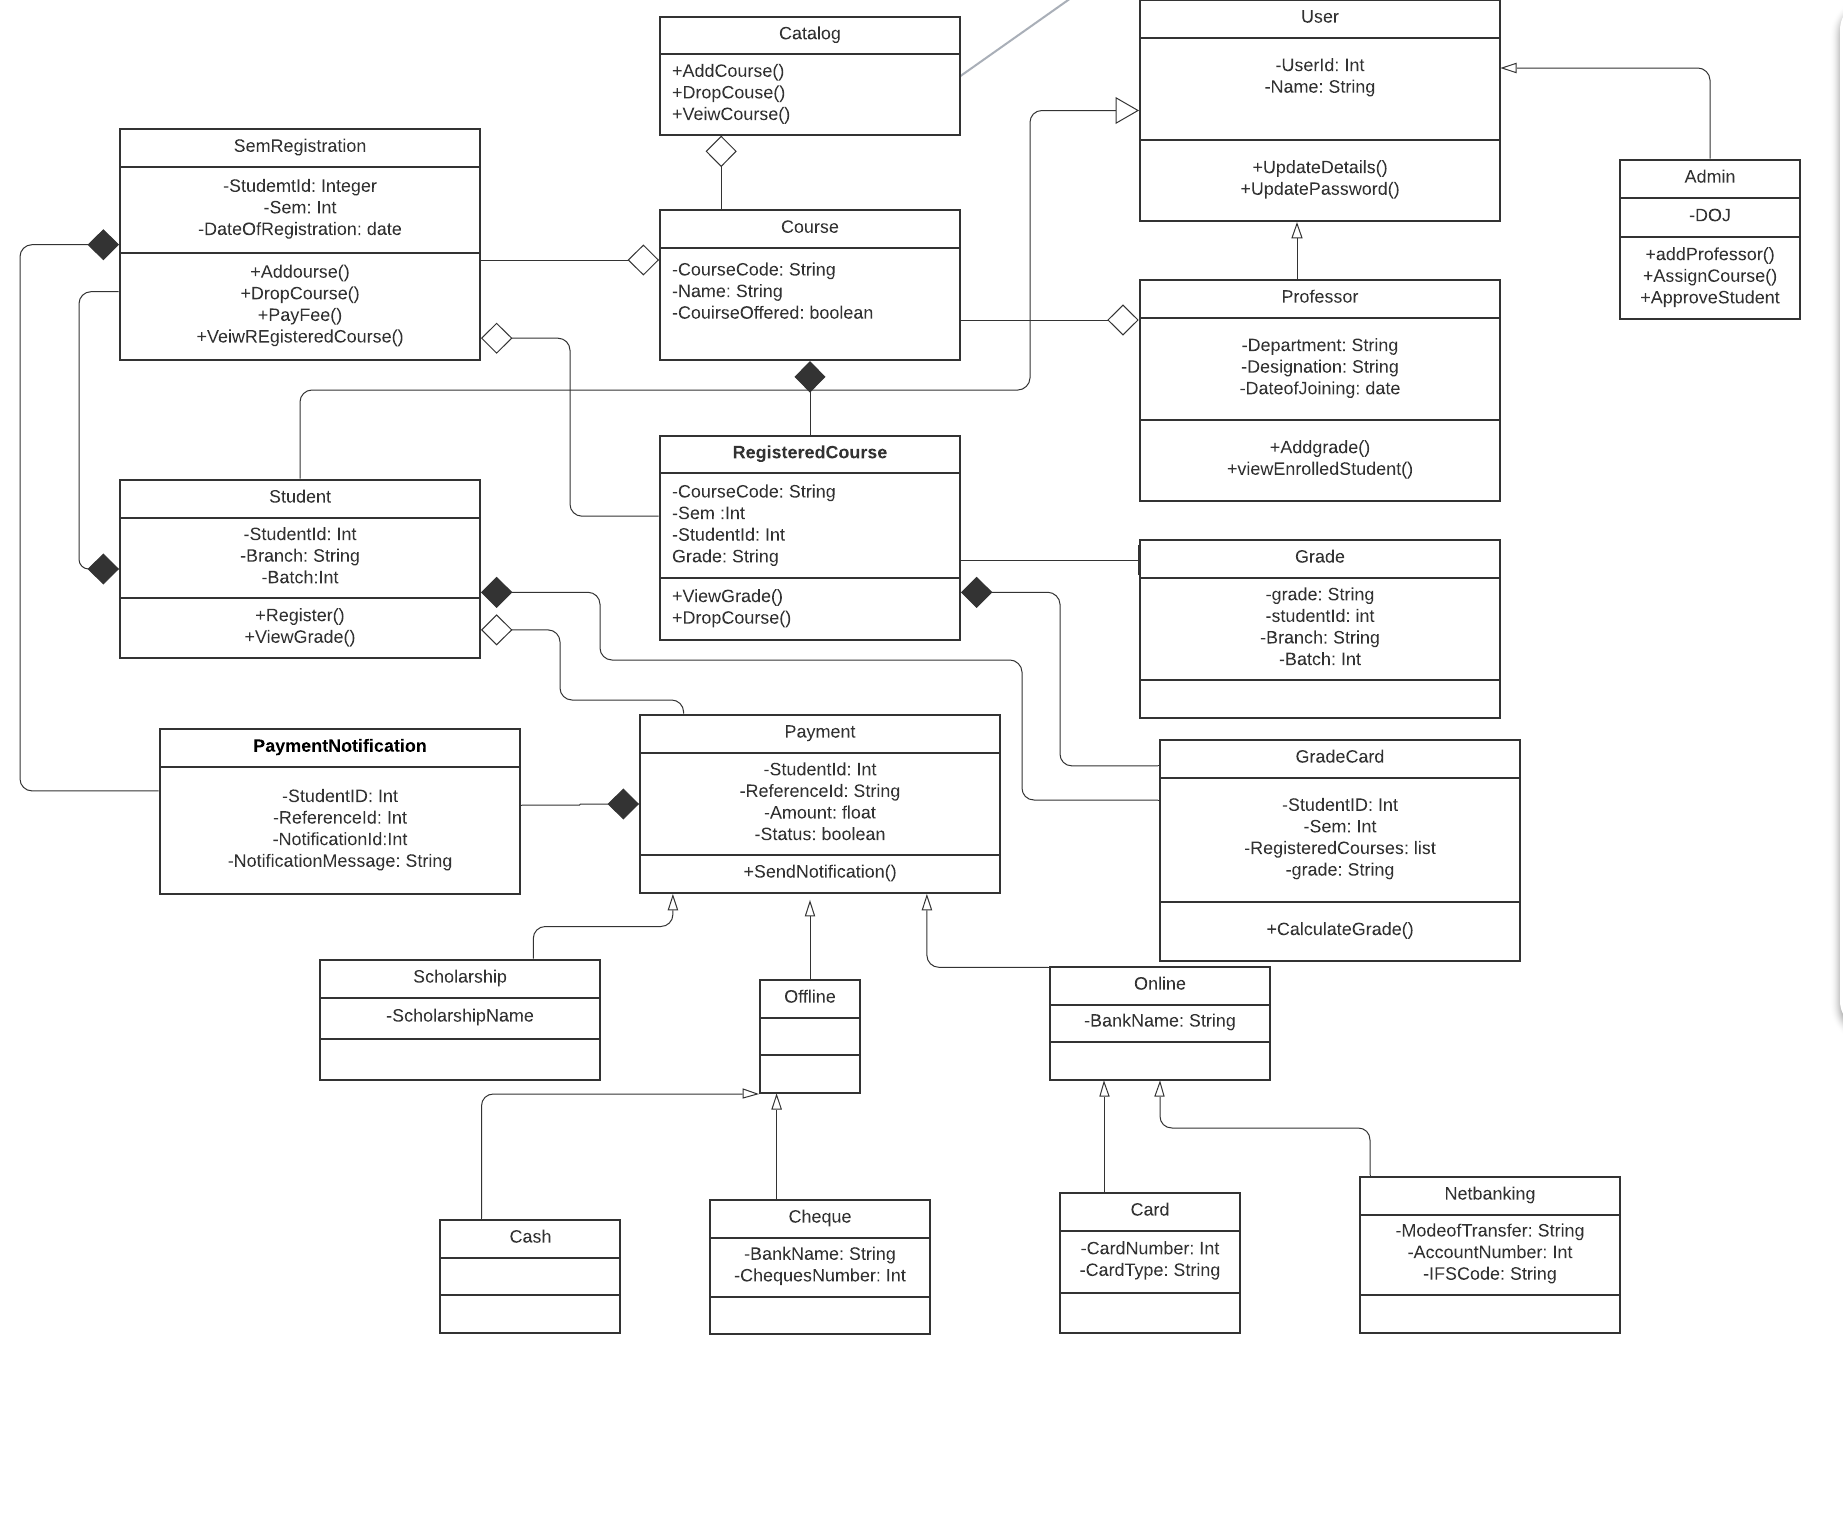 Catalog
+AddCourse()
+DropCouse()
+VeiwCourse()
User
-UserId: Int
-Name: String
+UpdateDetails()
+UpdatePassword()
SemRegistration
-StudemtId: Integer
-Sem: Int
-DateOfRegistration: date
+Addourse()
+DropCourse()
+PayFee()
+VeiwREgisteredCourse()
Course
-CourseCode: String
-Name: String
-CouirseOffered: boolean
Admin
-DOJ
+addProfessor()
+AssignCourse()
+ApproveStudent
Professor
-Department: String
-Designation: String
-DateofJoining: date
+Addgrade()
+viewEnrolledStudent()
RegisteredCourse
-CourseCode: String
-Sem :Int
-StudentId: Int
Grade: String
+ViewGrade()
+DropCourse()
Student
-StudentId: Int
-Branch: String
-Batch:Int
+Register()
+ViewGrade()
Grade
-grade: String
-studentId: int
-Branch: String
-Batch: Int
PaymentNotification
-StudentID: Int
-ReferenceId: Int
-NotificationId:Int
-NotificationMessage: String
Payment
-StudentId: Int
-ReferenceId: String
-Amount: float
-Status: boolean
+SendNotification()
GradeCard
-StudentID: Int
-Sem: Int
-RegisteredCourses: list
-grade: String
+CalculateGrade()
Scholarship
-ScholarshipName
Offline
Online
-BankName: String
Cash
Cheque
-BankName: String
-ChequesNumber: Int
Card
-CardNumber: Int
-CardType: String
Netbanking
-ModeofTransfer: String
-AccountNumber: Int
-IFSCode: String